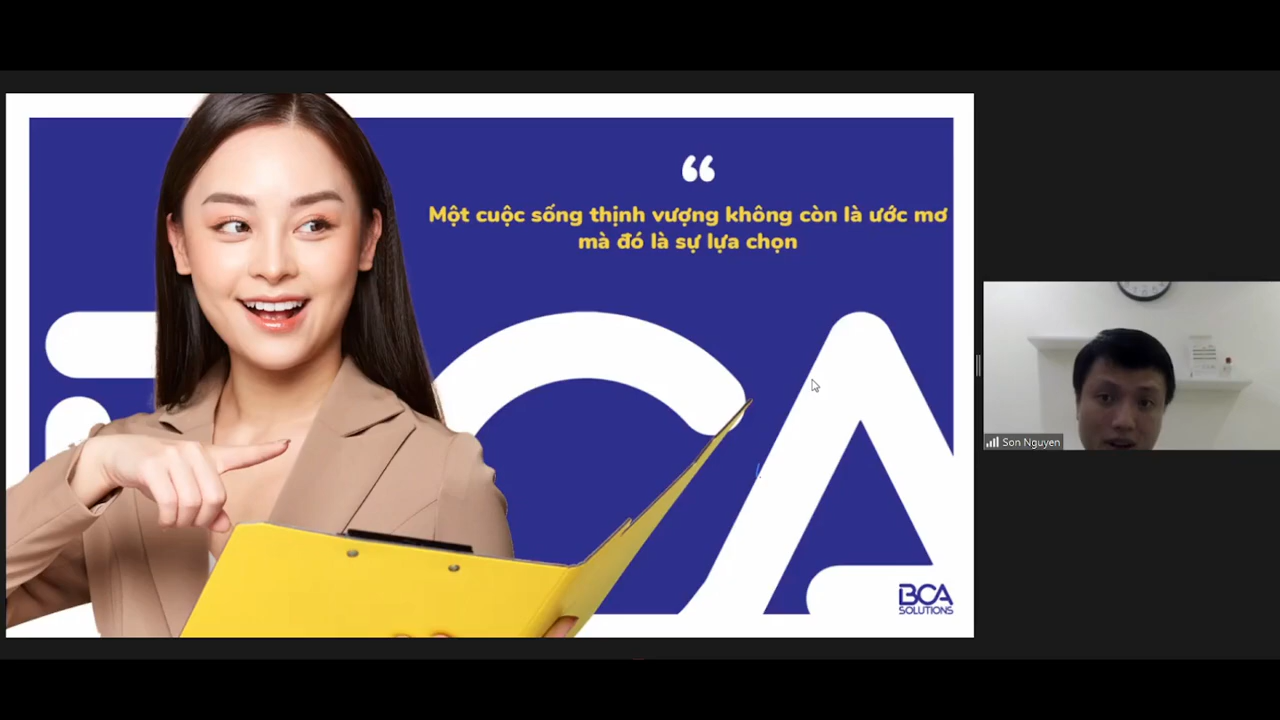 “
Một cuộc sống thịnh vượng không còn là ước mơ
mà đó là sự lựa chọn
BCA
BCA
SOLUTIONS
Son Nguyen